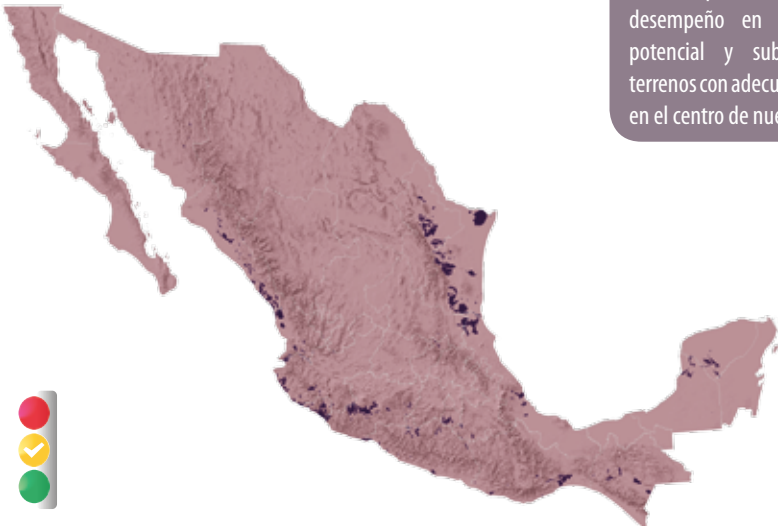 desempeño en
potencial y sub
terrenos con adecu
en el centro de nue